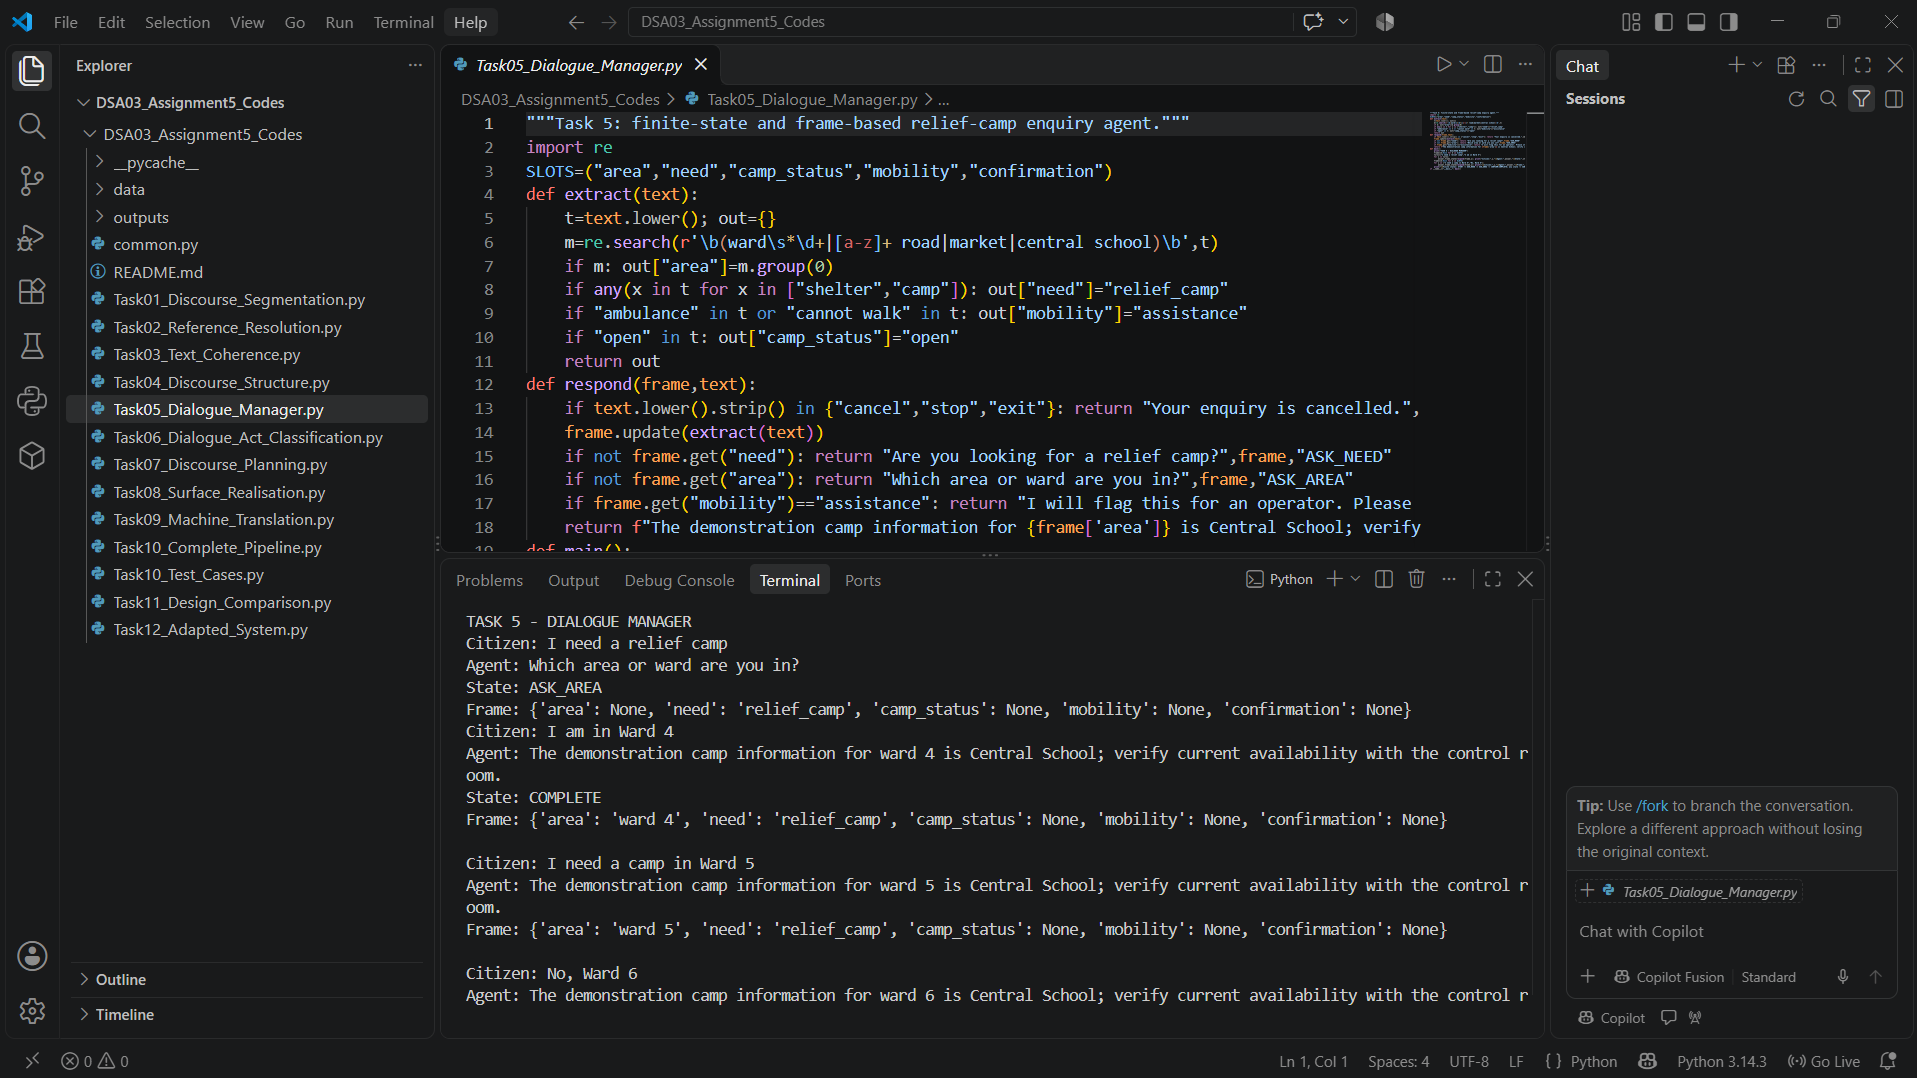 File Edit Selection View Go Run Terminal Help
DSA03_Assignment5_Codes
Explorer
DSA03_Assignment5_Codes
DSA03_Assignment5_Codes
__pycache__
data
outputs
common.py
README.md
Task01_Discourse_Segmentation.py
Task02_Reference_Resolution.py
Task03_Text_Coherence.py
Task04_Discourse_Structure.py
Task05_Dialogue_Manager.py
Task06_Dialogue_Act_Classification.py
Task07_Discourse_Planning.py
Task08_Surface_Realisation.py
Task09_Machine_Translation.py
Task10_Complete_Pipeline.py
Task10_Test_Cases.py
Task11_Design_Comparison.py
Task12_Adapted_System.py
Outline
Timeline
Task05_Dialogue_Manager.py
DSA03_Assignment5_Codes > Task05_Dialogue_Manager.py > ...
1 """Task 5: finite-state and frame-based relief-camp enquiry agent."""
2 import re
3 SLOTS=("area","need","camp_status","mobility","confirmation")
4 def extract(text):
5 t=text.lower(); out={}
6 m=re.search(r'\b(ward\s*\d+|[a-z]+ road|market|central school)\b',t)
7 if m: out["area"]=m.group(0)
8 if any(x in t for x in ["shelter","camp"]): out["need"]="relief_camp"
9 if "ambulance" in t or "cannot walk" in t: out["mobility"]="assistance"
10 if "open" in t: out["camp_status"]="open"
11 return out
12 def respond(frame,text):
13 if text.lower().strip() in {"cancel","stop","exit"}: return "Your enquiry is cancelled.",
14 frame.update(extract(text))
15 if not frame.get("need"): return "Are you looking for a relief camp?",frame,"ASK_NEED"
16 if not frame.get("area"): return "Which area or ward are you in?",frame,"ASK_AREA"
17 if frame.get("mobility")=="assistance": return "I will flag this for an operator. Please
18 return f"The demonstration camp information for {frame['area']} is Central School; verify
19 def main():
Problems Output Debug Console Terminal Ports
Python
TASK 5 - DIALOGUE MANAGER
Citizen: I need a relief camp
Agent: Which area or ward are you in?
State: ASK_AREA
Frame: {'area': None, 'need': 'relief_camp', 'camp_status': None, 'mobility': None, 'confirmation': None}
Citizen: I am in Ward 4
Agent: The demonstration camp information for ward 4 is Central School; verify current availability with the control r
oom.
State: COMPLETE
Frame: {'area': 'ward 4', 'need': 'relief_camp', 'camp_status': None, 'mobility': None, 'confirmation': None}
Citizen: I need a camp in Ward 5
Agent: The demonstration camp information for ward 5 is Central School; verify current availability with the control r
oom.
Frame: {'area': 'ward 5', 'need': 'relief_camp', 'camp_status': None, 'mobility': None, 'confirmation': None}
Citizen: No, Ward 6
Agent: The demonstration camp information for ward 6 is Central School; verify current availability with the control r
Chat
Sessions
Tip: Use /fork to branch the conversation.
Explore a different approach without losing
the original context.
Task05_Dialogue_Manager.py
Chat with Copilot
Copilot Fusion Standard
Copilot
0 0
Ln 1, Col 1 Spaces: 4 UTF-8 LF { } Python Python 3.14.3 Go Live